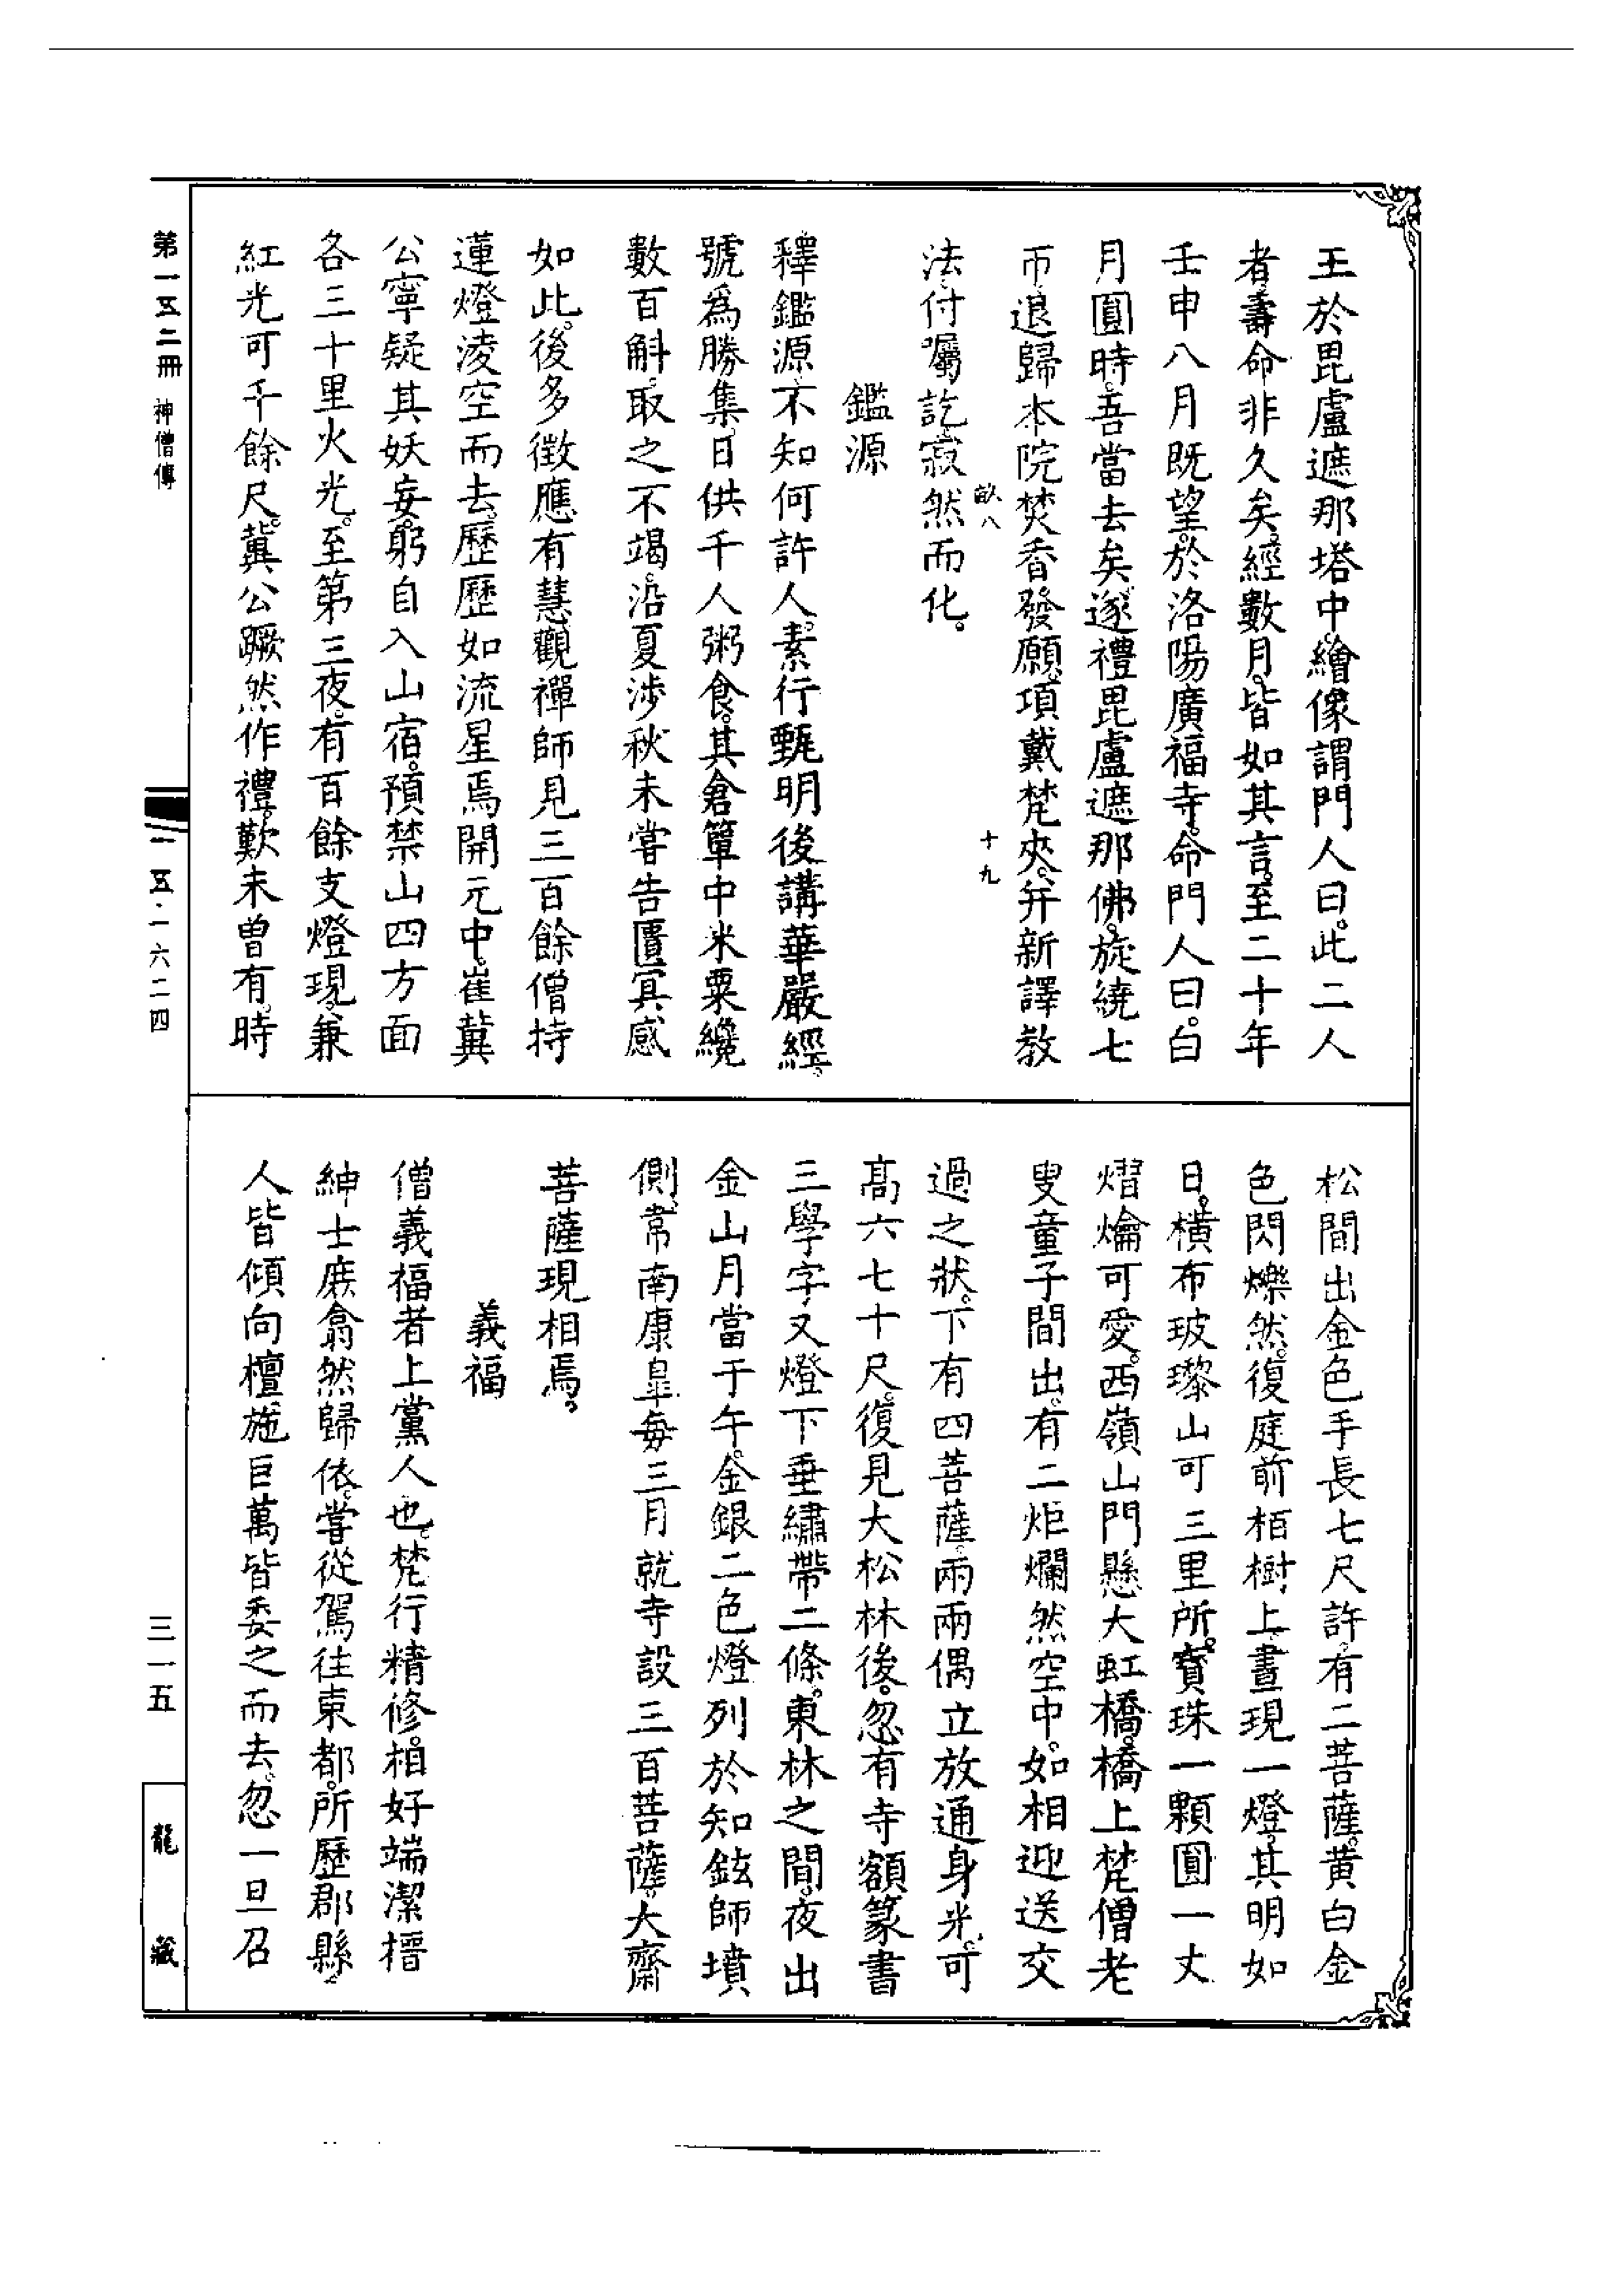 王於毘盧遮那塔中繪像謂門人曰。此二人
者。壽命非久矣。經數月。皆如其言。至二十年
壬申八月既望。於洛陽廣福寺。命門人曰。白
月圓時。吾當去矣。遂禮毘盧遮那佛。旋繞七
帀。退歸本院焚香發願。項戴梵夾。并新譯教
畝八
十九
法。付囑訖。寂然而化。
鑑源
釋鑑源。不知何許人。素行甄明後講華嚴經。
號爲勝集。日供千人粥食。其倉簞中米粟纔
數百斛。取之不竭。沿夏涉秋未嘗告匱。冥感
如此。後多徵應。有慧觀禪師見三百餘僧持
蓮燈淩空而去。歷歷如流星焉。開元中。崔冀
公寧疑其妖妄。躬自入山宿。預禁山四方面
各三十里火光。至第三夜。有百餘支燈現。兼
紅光可千餘尺。冀公蹶然作禮。歎未曾有。時
松間出金色手長七尺許。有二菩薩。黃白金
色閃爍然。復庭前栢樹上晝現一燈。其明如
日。橫布玻瓈山可三里所。寶珠一顆圓一丈
熠爚可愛。西嶺山門懸大虹橋。橋上梵僧老
叟童子間出。有二炬爛然空中。如相迎送交
過之狀。下有四菩薩。兩兩偶立放通身光。可
高六七十尺。復見大松林後。忽有寺額篆書
三學字又燈下垂繡帶二條。東林之間。夜出
金山月當于午。金銀二色燈列於知鉉師墳
側。常南康臯每三月就寺設三百菩薩。大齋
菩薩現相焉。
義福
僧義福者上黨人也。梵行精修。相好端潔搢
紳士庶翕然歸依。嘗從駕往東都。所歷郡縣。
人皆傾向檀施巨萬皆委之而去。忽一旦召
第一五二冊 神僧傳
一五·一六二四
三一五
龍藏